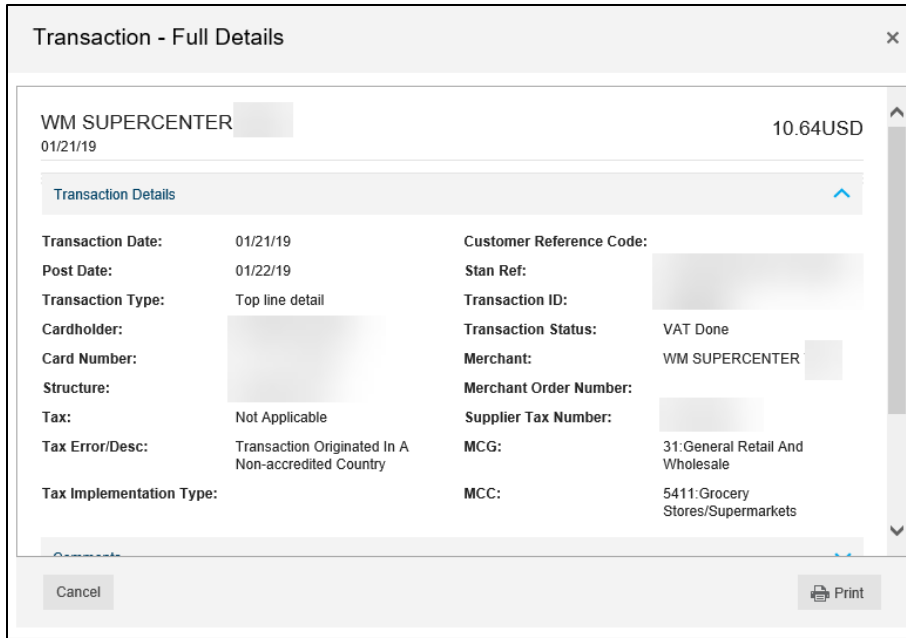 Transaction - Full Details
WM SUPERCENTER
10.64USD
01/21/19
Transaction Details
Transaction Date: 01/21/19 Customer Reference Code:
Post Date: 01/22/19 Stan Ref:
Transaction Type: Top line detail Transaction ID:
Cardholder: Transaction Status: VAT Done
Card Number: Merchant: WM SUPERCENTER
Structure: Merchant Order Number:
Tax: Not Applicable Supplier Tax Number:
Tax Error/Desc: Transaction Originated In A MCG: 31:General Retail And
Non-accredited Country Wholesale
Tax Implementation Type: MCC: 5411:Grocery
Stores/Supermarkets
Comments
Cancel
Print